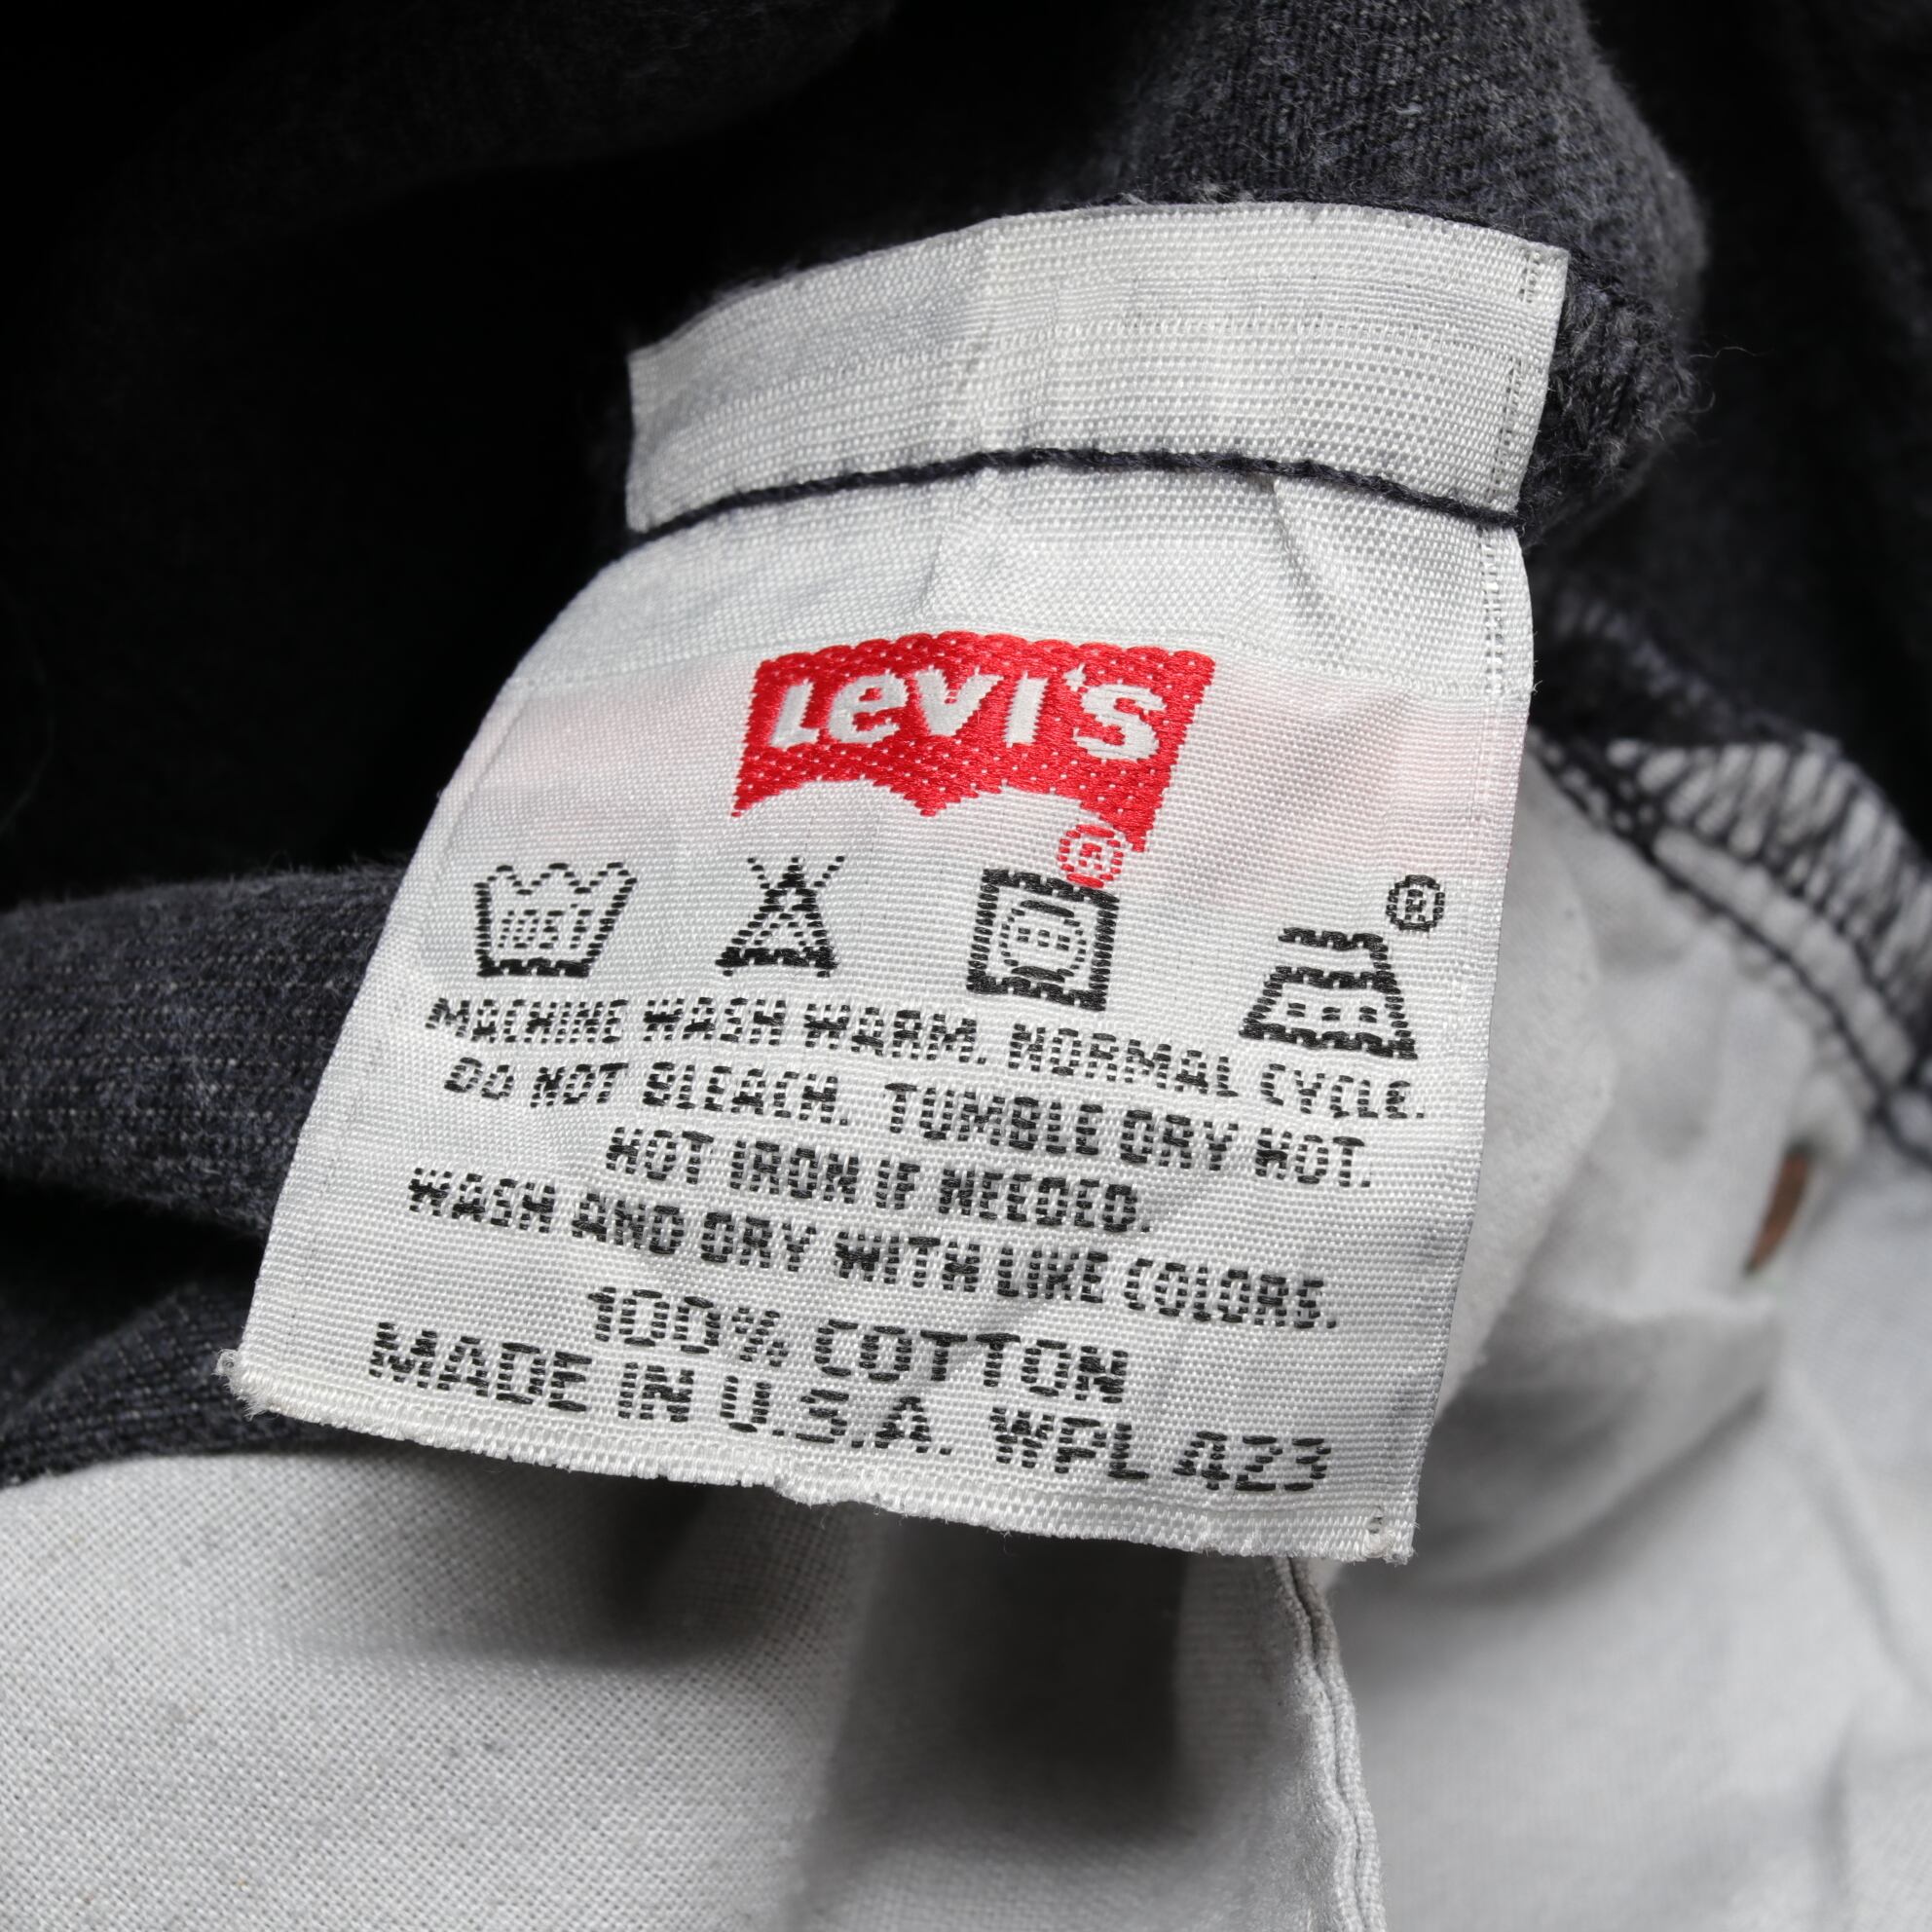 Levi's
®
®
105°F
MACHINE WASH WARM. NORMAL CYCLE.
DO NOT BLEACH. TUMBLE DRY HOT.
HOT IRON IF NEEDED.
WASH AND DRY WITH LIKE COLORS.
100% COTTON
MADE IN U.S.A. WPL 423